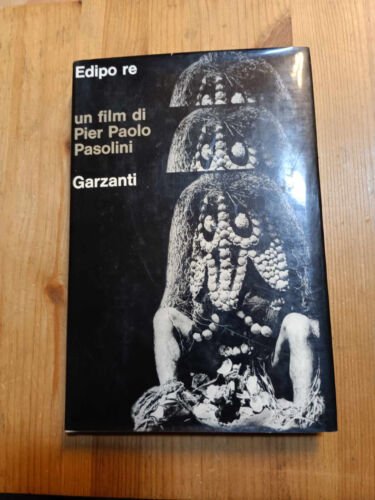 Edipo re
un film di
Pier Paolo
Pasolini
Garzanti